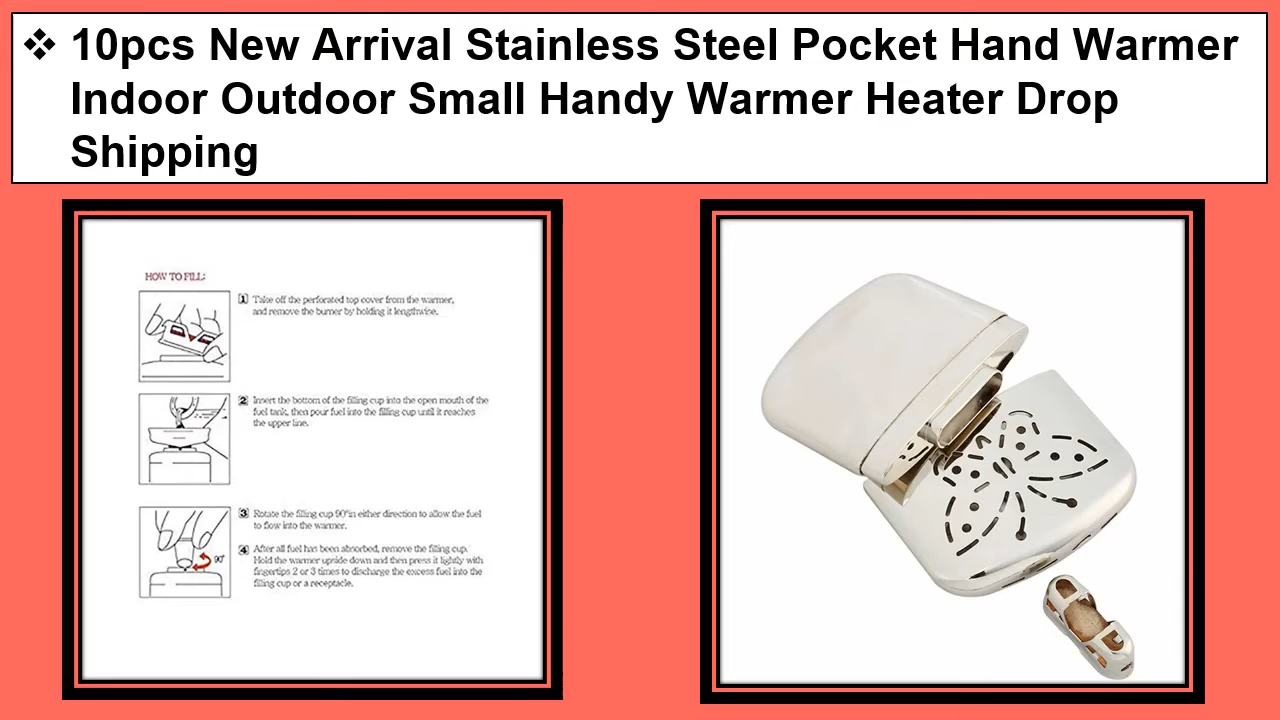 ❖ 10pcs New Arrival Stainless Steel Pocket Hand Warmer
Indoor Outdoor Small Handy Warmer Heater Drop
Shipping
HOW TO FILL:
1 Take off the perforated top cover from the warmer,
and remove the burner by holding it lengthwise.
2 Insert the bottom of the filling cup into the open mouth of the
fuel tank, then pour fuel into the filling cup until it reaches
the upper line.
3 Rotate the filling cup 90°in either direction to allow the fuel
to flow into the warmer.
90°
4 After all fuel has been absorbed, remove the filling cup.
Hold the warmer upside down and then press it lightly with
fingertips 2 or 3 times to discharge the excess fuel into the
filling cup or a receptacle.